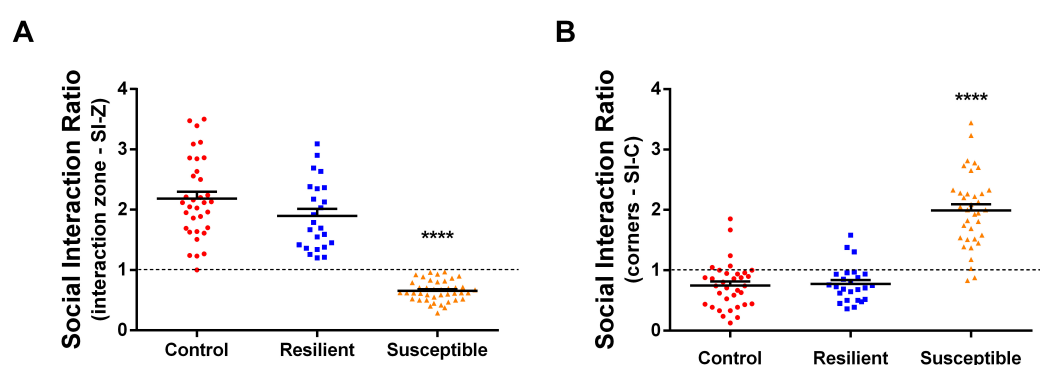 A
Social Interaction Ratio
(interaction zone - SI-Z)
4
3
2
1
0
****
Control
Resilient
Susceptible
B
Social Interaction Ratio
(corners - SI-C)
4
3
2
1
0
****
Control
Resilient
Susceptible